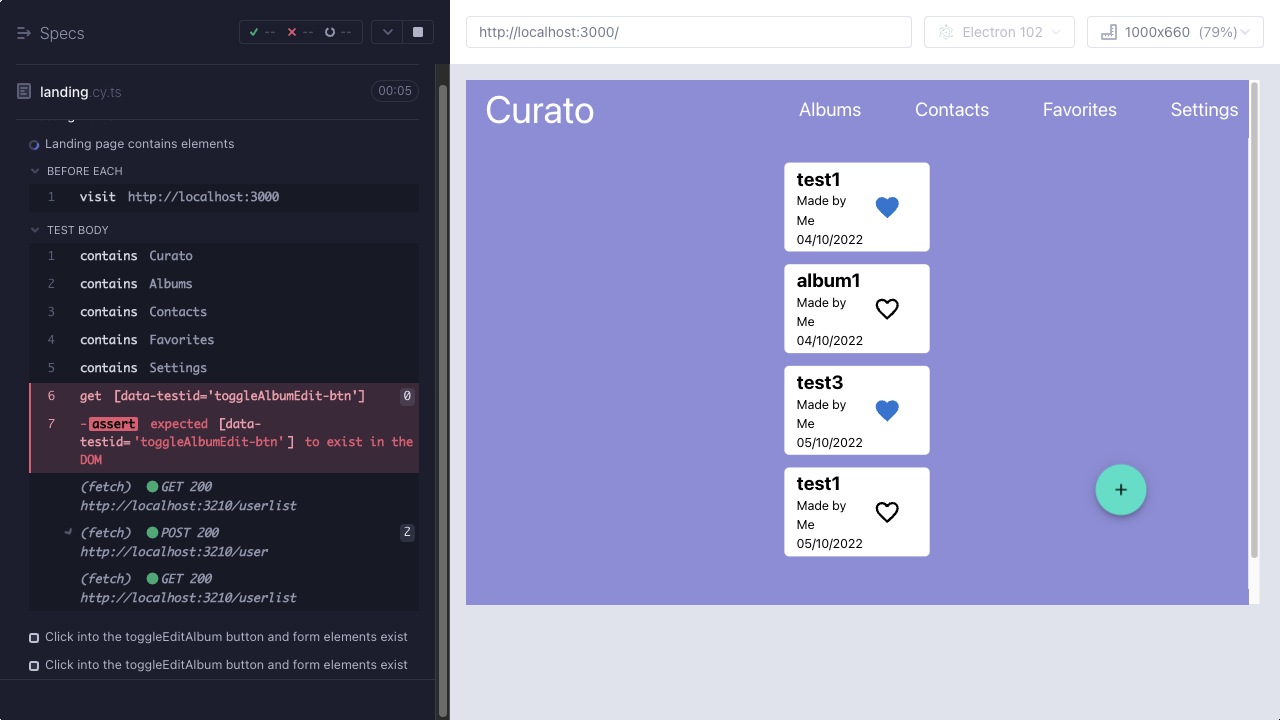 Specs
-- -- --
landing.cy.ts
00:05
Landing page contains elements
BEFORE EACH
1 visit http://localhost:3000
TEST BODY
1 contains Curato
2 contains Albums
3 contains Contacts
4 contains Favorites
5 contains Settings
6 get [data-testid='toggleAlbumEdit-btn'] 0
7 -assert expected [data-
testid='toggleAlbumEdit-btn'] to exist in the
DOM
(fetch) GET 200
http://localhost:3210/userlist
(fetch) POST 200 2
http://localhost:3210/user
(fetch) GET 200
http://localhost:3210/userlist
Click into the toggleEditAlbum button and form elements exist
Click into the toggleEditAlbum button and form elements exist
http://localhost:3000/
Electron 102
1000x660 (79%)
Curato
Albums Contacts Favorites Settings
test1
Made by
Me
04/10/2022
album1
Made by
Me
04/10/2022
test3
Made by
Me
05/10/2022
test1
Made by
Me
05/10/2022
+